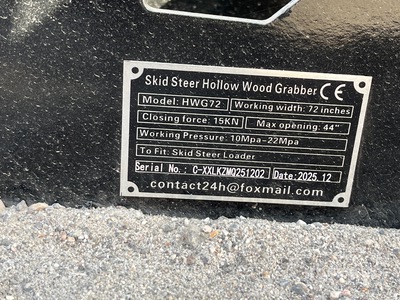 Skid Steer Hollow Wood Grabber CE
Model: HWG72 Working width: 72 inches
Closing force: 15KN Max opening: 44"
Working Pressure: 10Mpa-22Mpa
To Fit: Skid Steer Loader
Serial No.: C-XXLKZMQ251202 Date: 2025.12
contact24h@foxmail.com